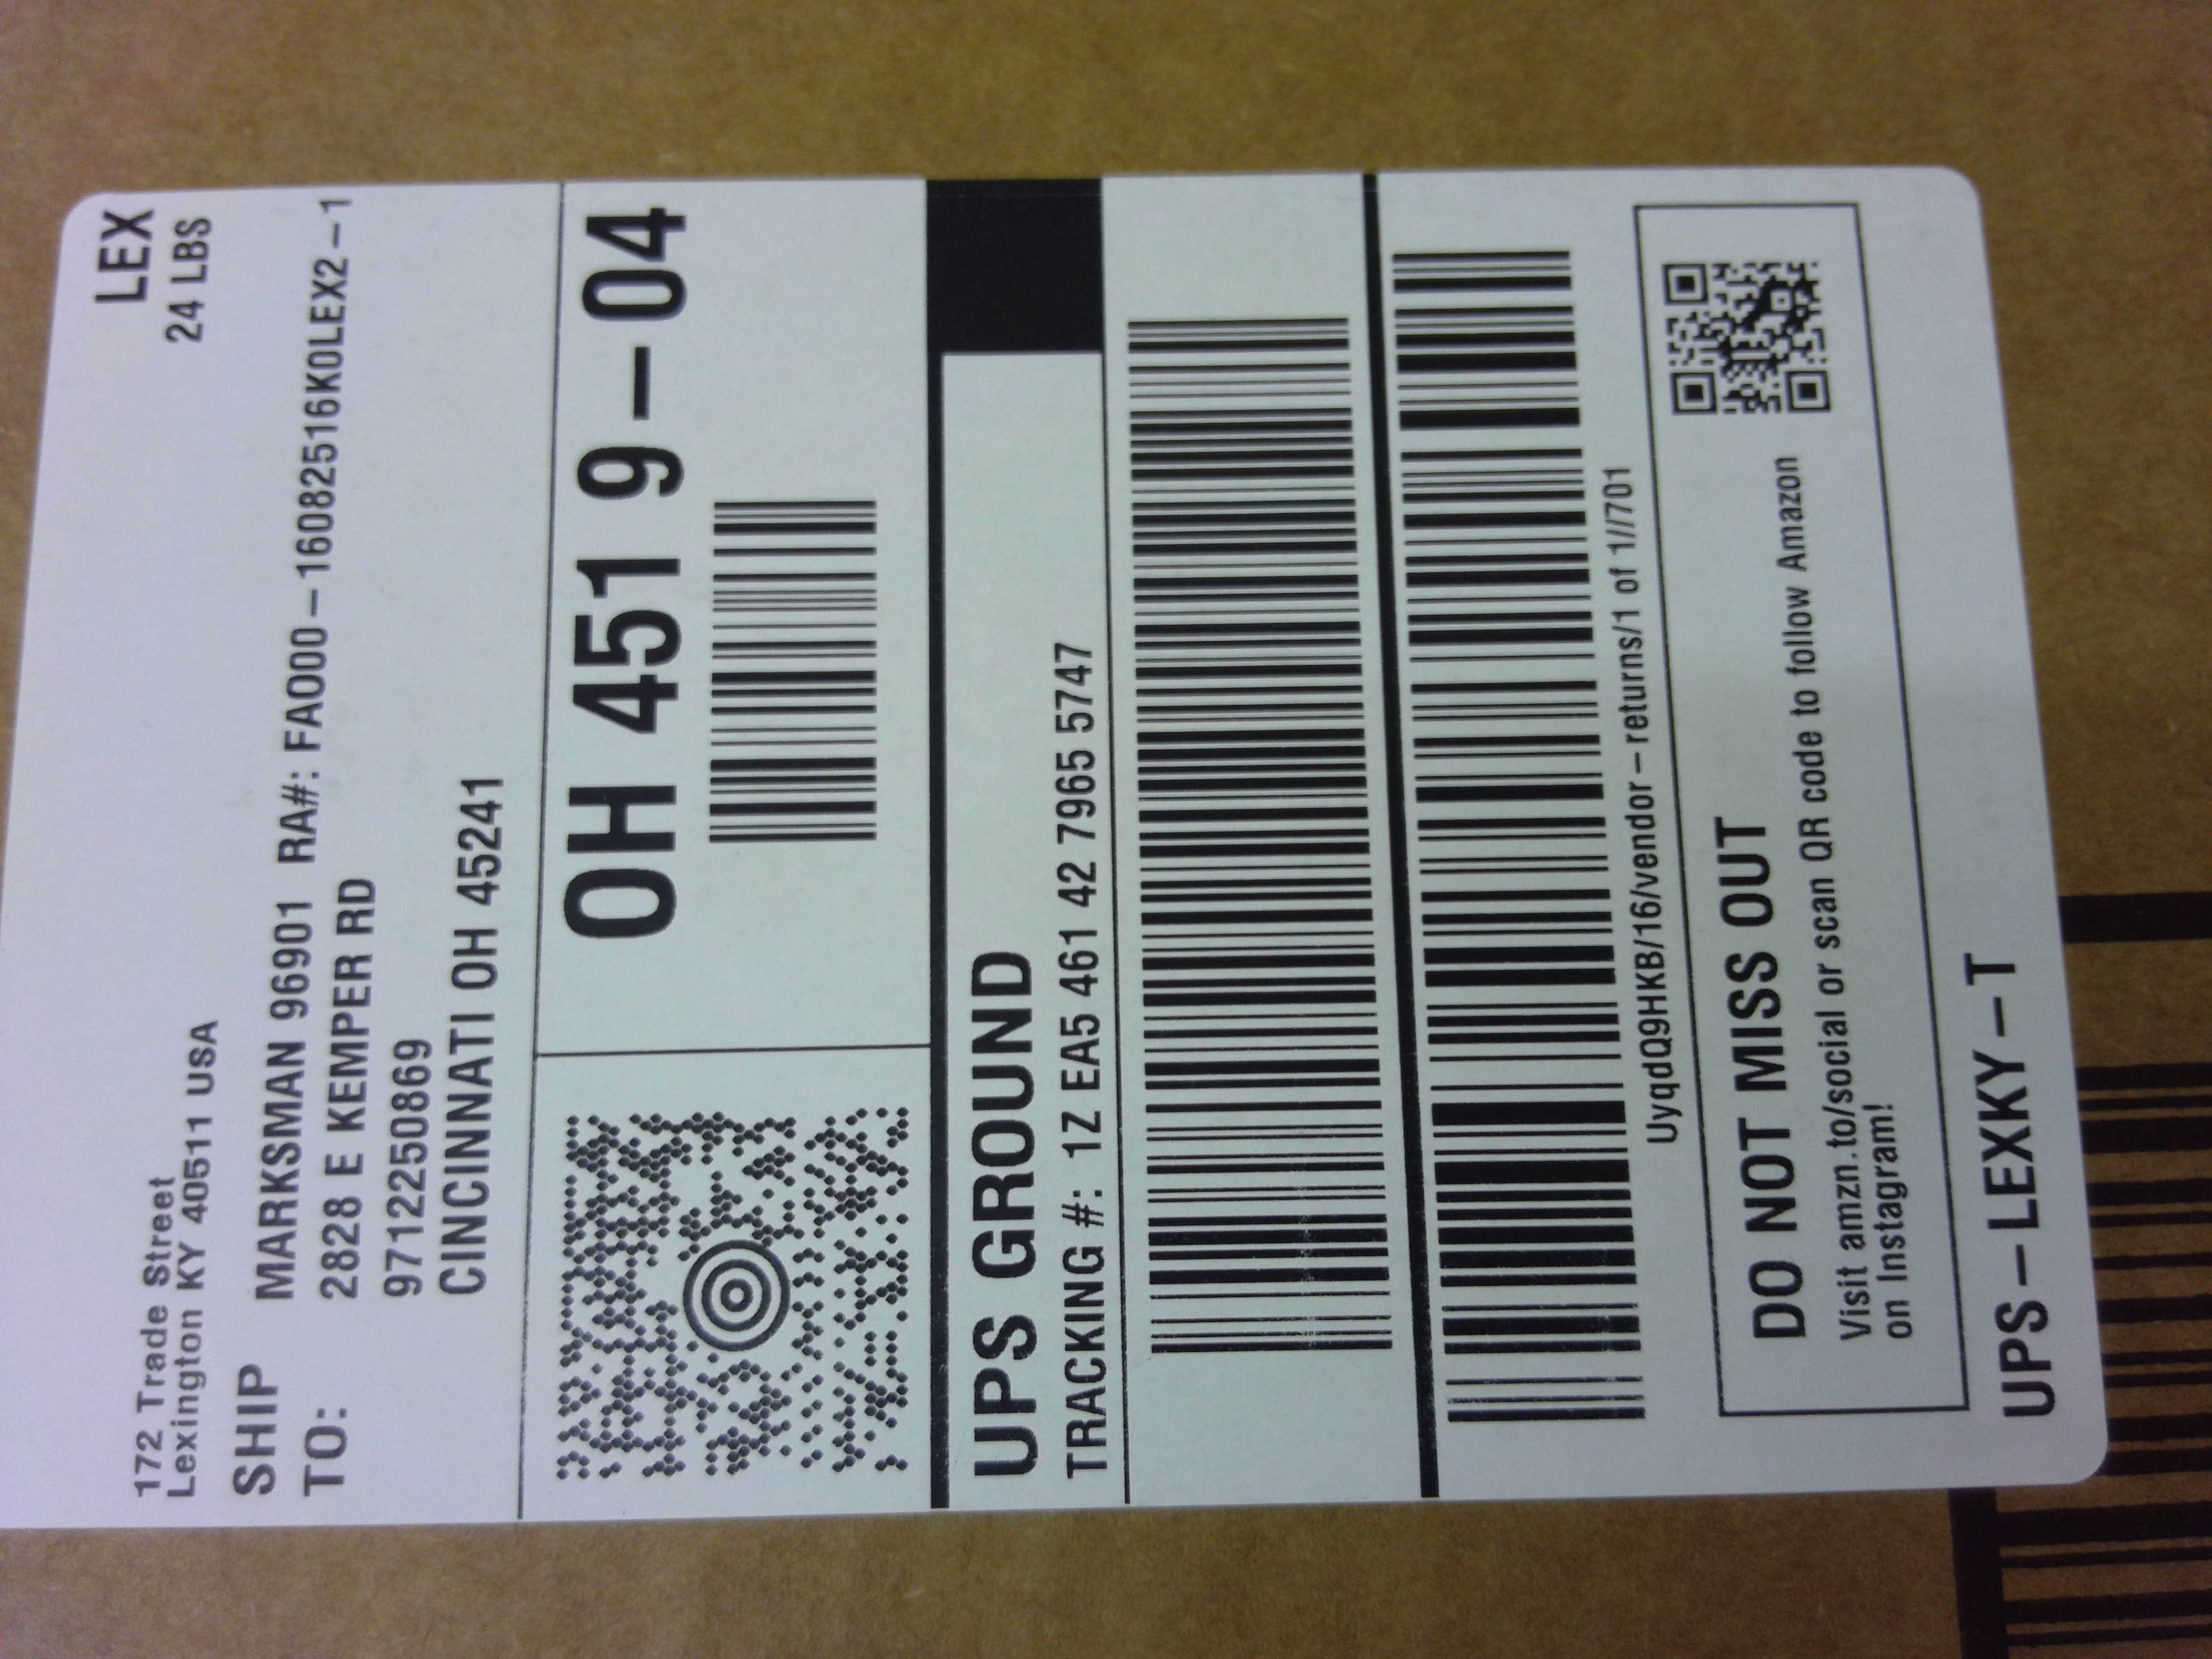 LEX
24 LBS
172 Trade Street
Lexington KY 40511 USA
SHIP
TO:
MARKSMAN 96901 RA#: FA000-16082516K0LEX2-1
2828 E KEMPER RD
9712250869
CINCINNATI OH 45241
OH 451 9-04
UPS GROUND
TRACKING #: 1Z EA5 461 42 7965 5747
UyqdQ9HKB/16/vendor-returns/1 of 1//701
DO NOT MISS OUT
Visit amzn.to/social or scan QR code to follow Amazon
on Instagram!
UPS-LEXKY-T